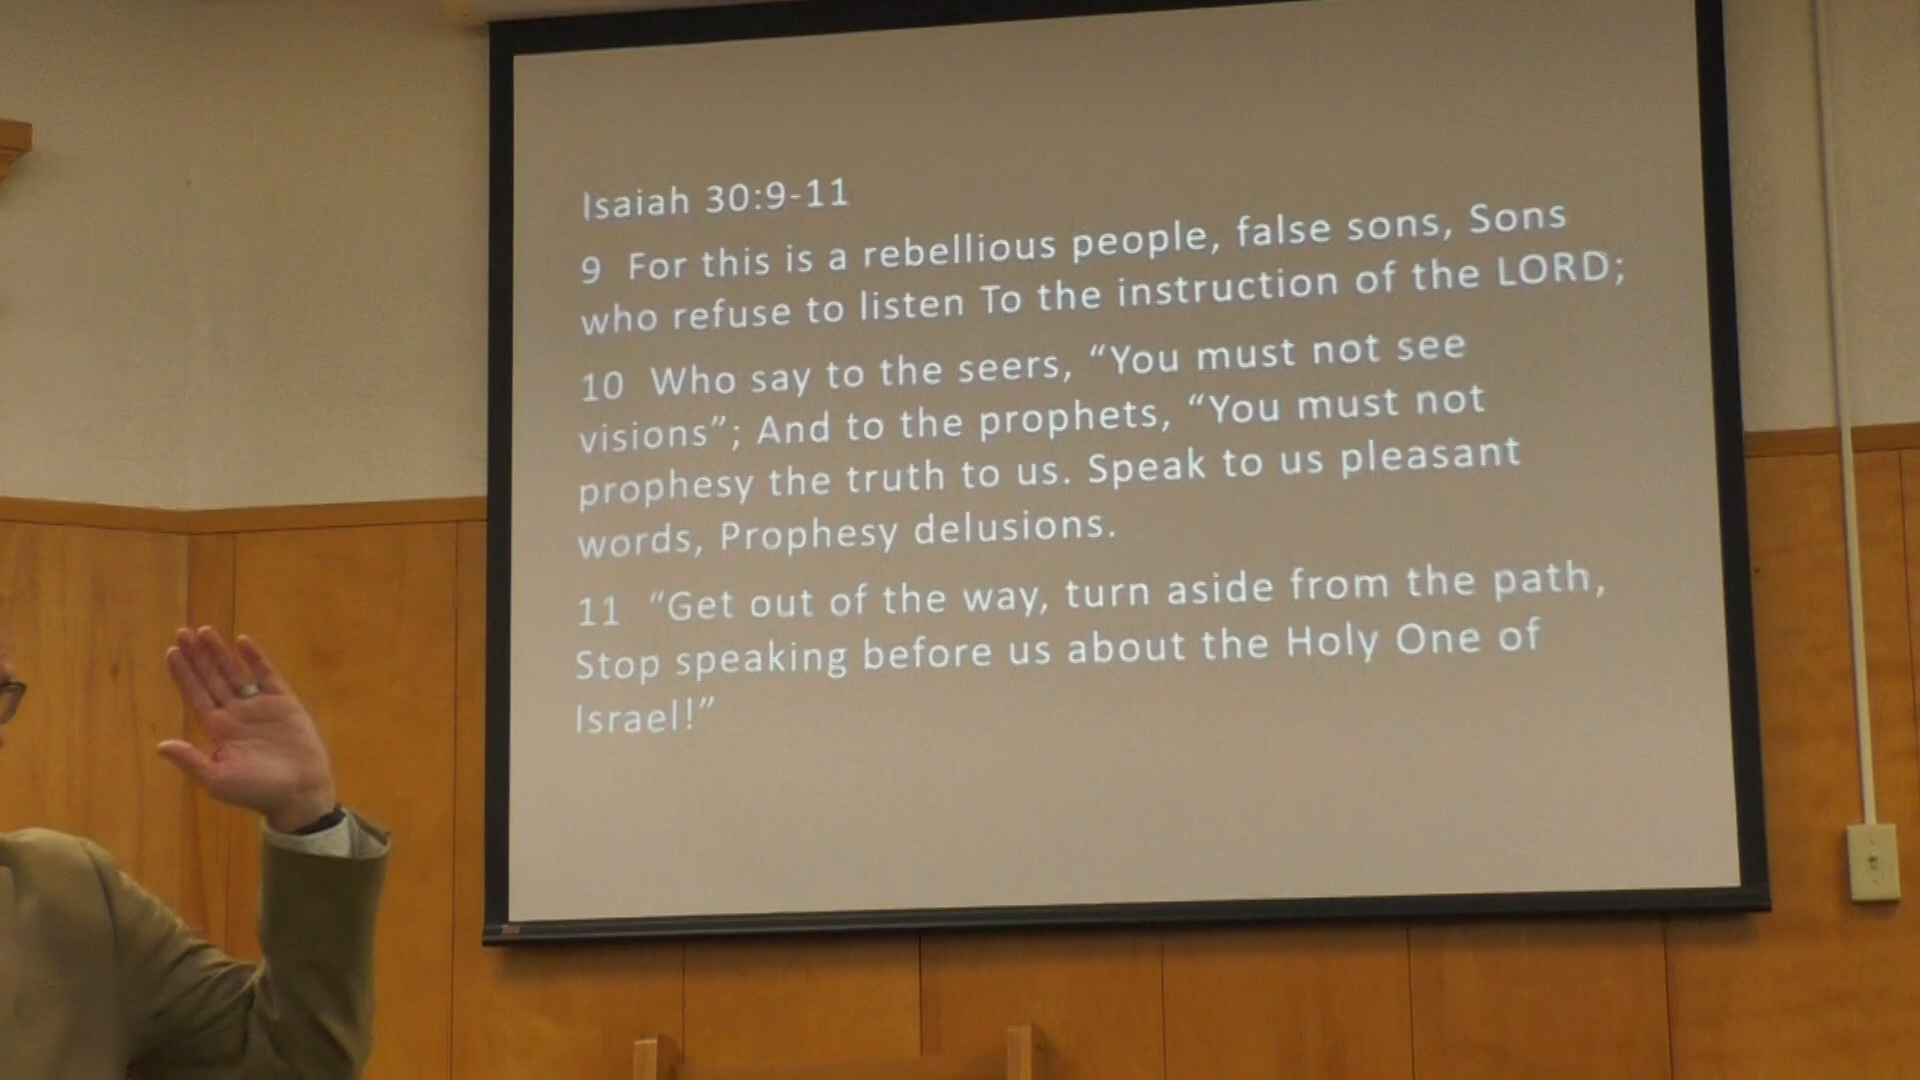 Isaiah 30:9-11
9 For this is a rebellious people, false sons, Sons
who refuse to listen To the instruction of the LORD;
10 Who say to the seers, “You must not see
visions”; And to the prophets, “You must not
prophesy the truth to us. Speak to us pleasant
words, Prophesy delusions.
11 “Get out of the way, turn aside from the path,
Stop speaking before us about the Holy One of
Israel!”